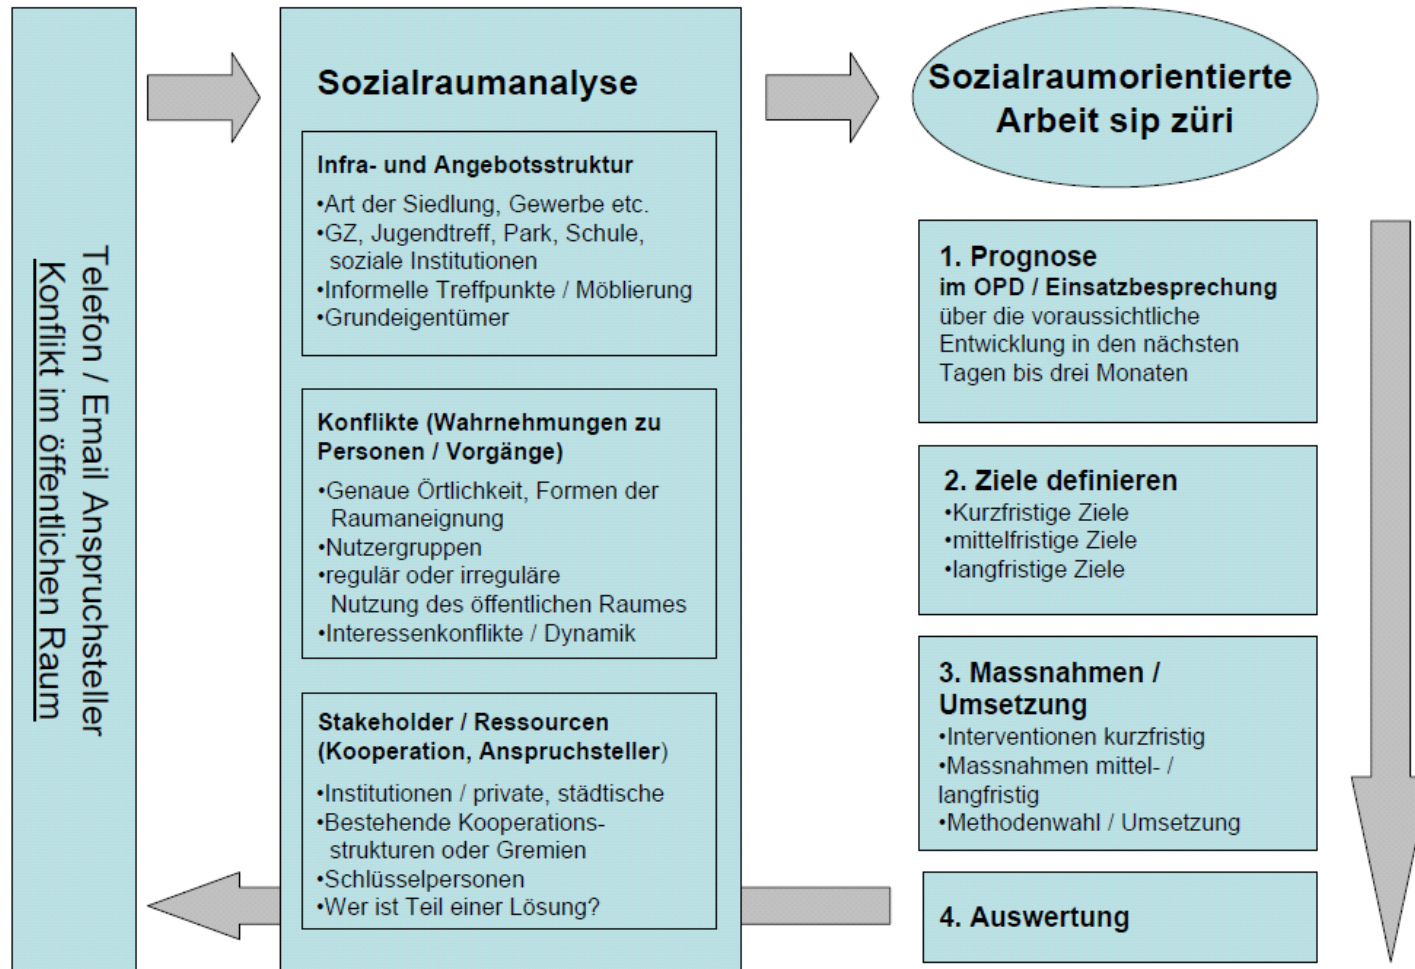 Telefon / Email Anspruchsteller
Konflikt im öffentlichen Raum
Sozialraumanalyse
Infra- und Angebotsstruktur
•Art der Siedlung, Gewerbe etc.
•GZ, Jugendtreff, Park, Schule,
soziale Institutionen
•Informelle Treffpunkte / Möblierung
•Grundeigentümer
Konflikte (Wahrnehmungen zu
Personen / Vorgänge)
•Genaue Örtlichkeit, Formen der
Raumaneignung
•Nutzergruppen
•regulär oder irreguläre
Nutzung des öffentlichen Raumes
•Interessenkonflikte / Dynamik
Stakeholder / Ressourcen
(Kooperation, Anspruchsteller)
•Institutionen / private, städtische
•Bestehende Kooperations-
strukturen oder Gremien
•Schlüsselpersonen
•Wer ist Teil einer Lösung?
Sozialraumorientierte
Arbeit sip züri
1. Prognose
im OPD / Einsatzbesprechung
über die voraussichtliche
Entwicklung in den nächsten
Tagen bis drei Monaten
2. Ziele definieren
•Kurzfristige Ziele
•mittelfristige Ziele
•langfristige Ziele
3. Massnahmen /
Umsetzung
•Interventionen kurzfristig
•Massnahmen mittel- /
langfristig
•Methodenwahl / Umsetzung
4. Auswertung